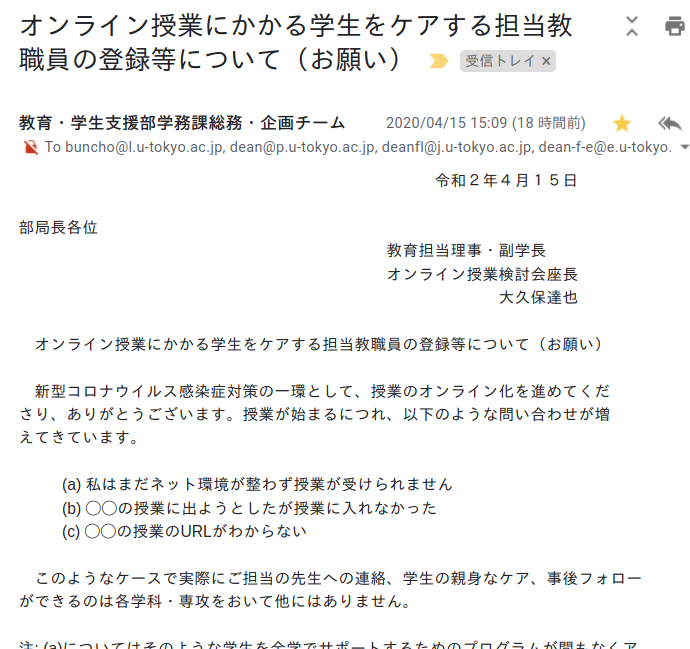 オンライン授業にかかる学生をケアする担当教
職員の登録等について（お願い） 受信トレイ ×
教育・学生支援部学務課総務・企画チーム 2020/04/15 15:09 (18 時間前)
To buncho@l.u-tokyo.ac.jp, dean@p.u-tokyo.ac.jp, deanfl@j.u-tokyo.ac.jp, dean-f-e@e.u-tokyo.
令和２年４月１５日
部局長各位
教育担当理事・副学長
オンライン授業検討会座長
大久保達也
オンライン授業にかかる学生をケアする担当教職員の登録等について（お願い）
新型コロナウイルス感染症対策の一環として、授業のオンライン化を進めてくだ
さり、ありがとうございます。授業が始まるにつれ、以下のような問い合わせが増
えてきています。
(a) 私はまだネット環境が整わず授業が受けられません
(b) 〇〇の授業に出ようとしたが授業に入れなかった
(c) 〇〇の授業のURLがわからない
このようなケースで実際にご担当の先生への連絡、学生の親身なケア、事後フォロー
ができるのは各学科・専攻をおいて他にはありません。
注: (a)についてはそのような学生を全学でサポートするためのプログラムが間もなくア